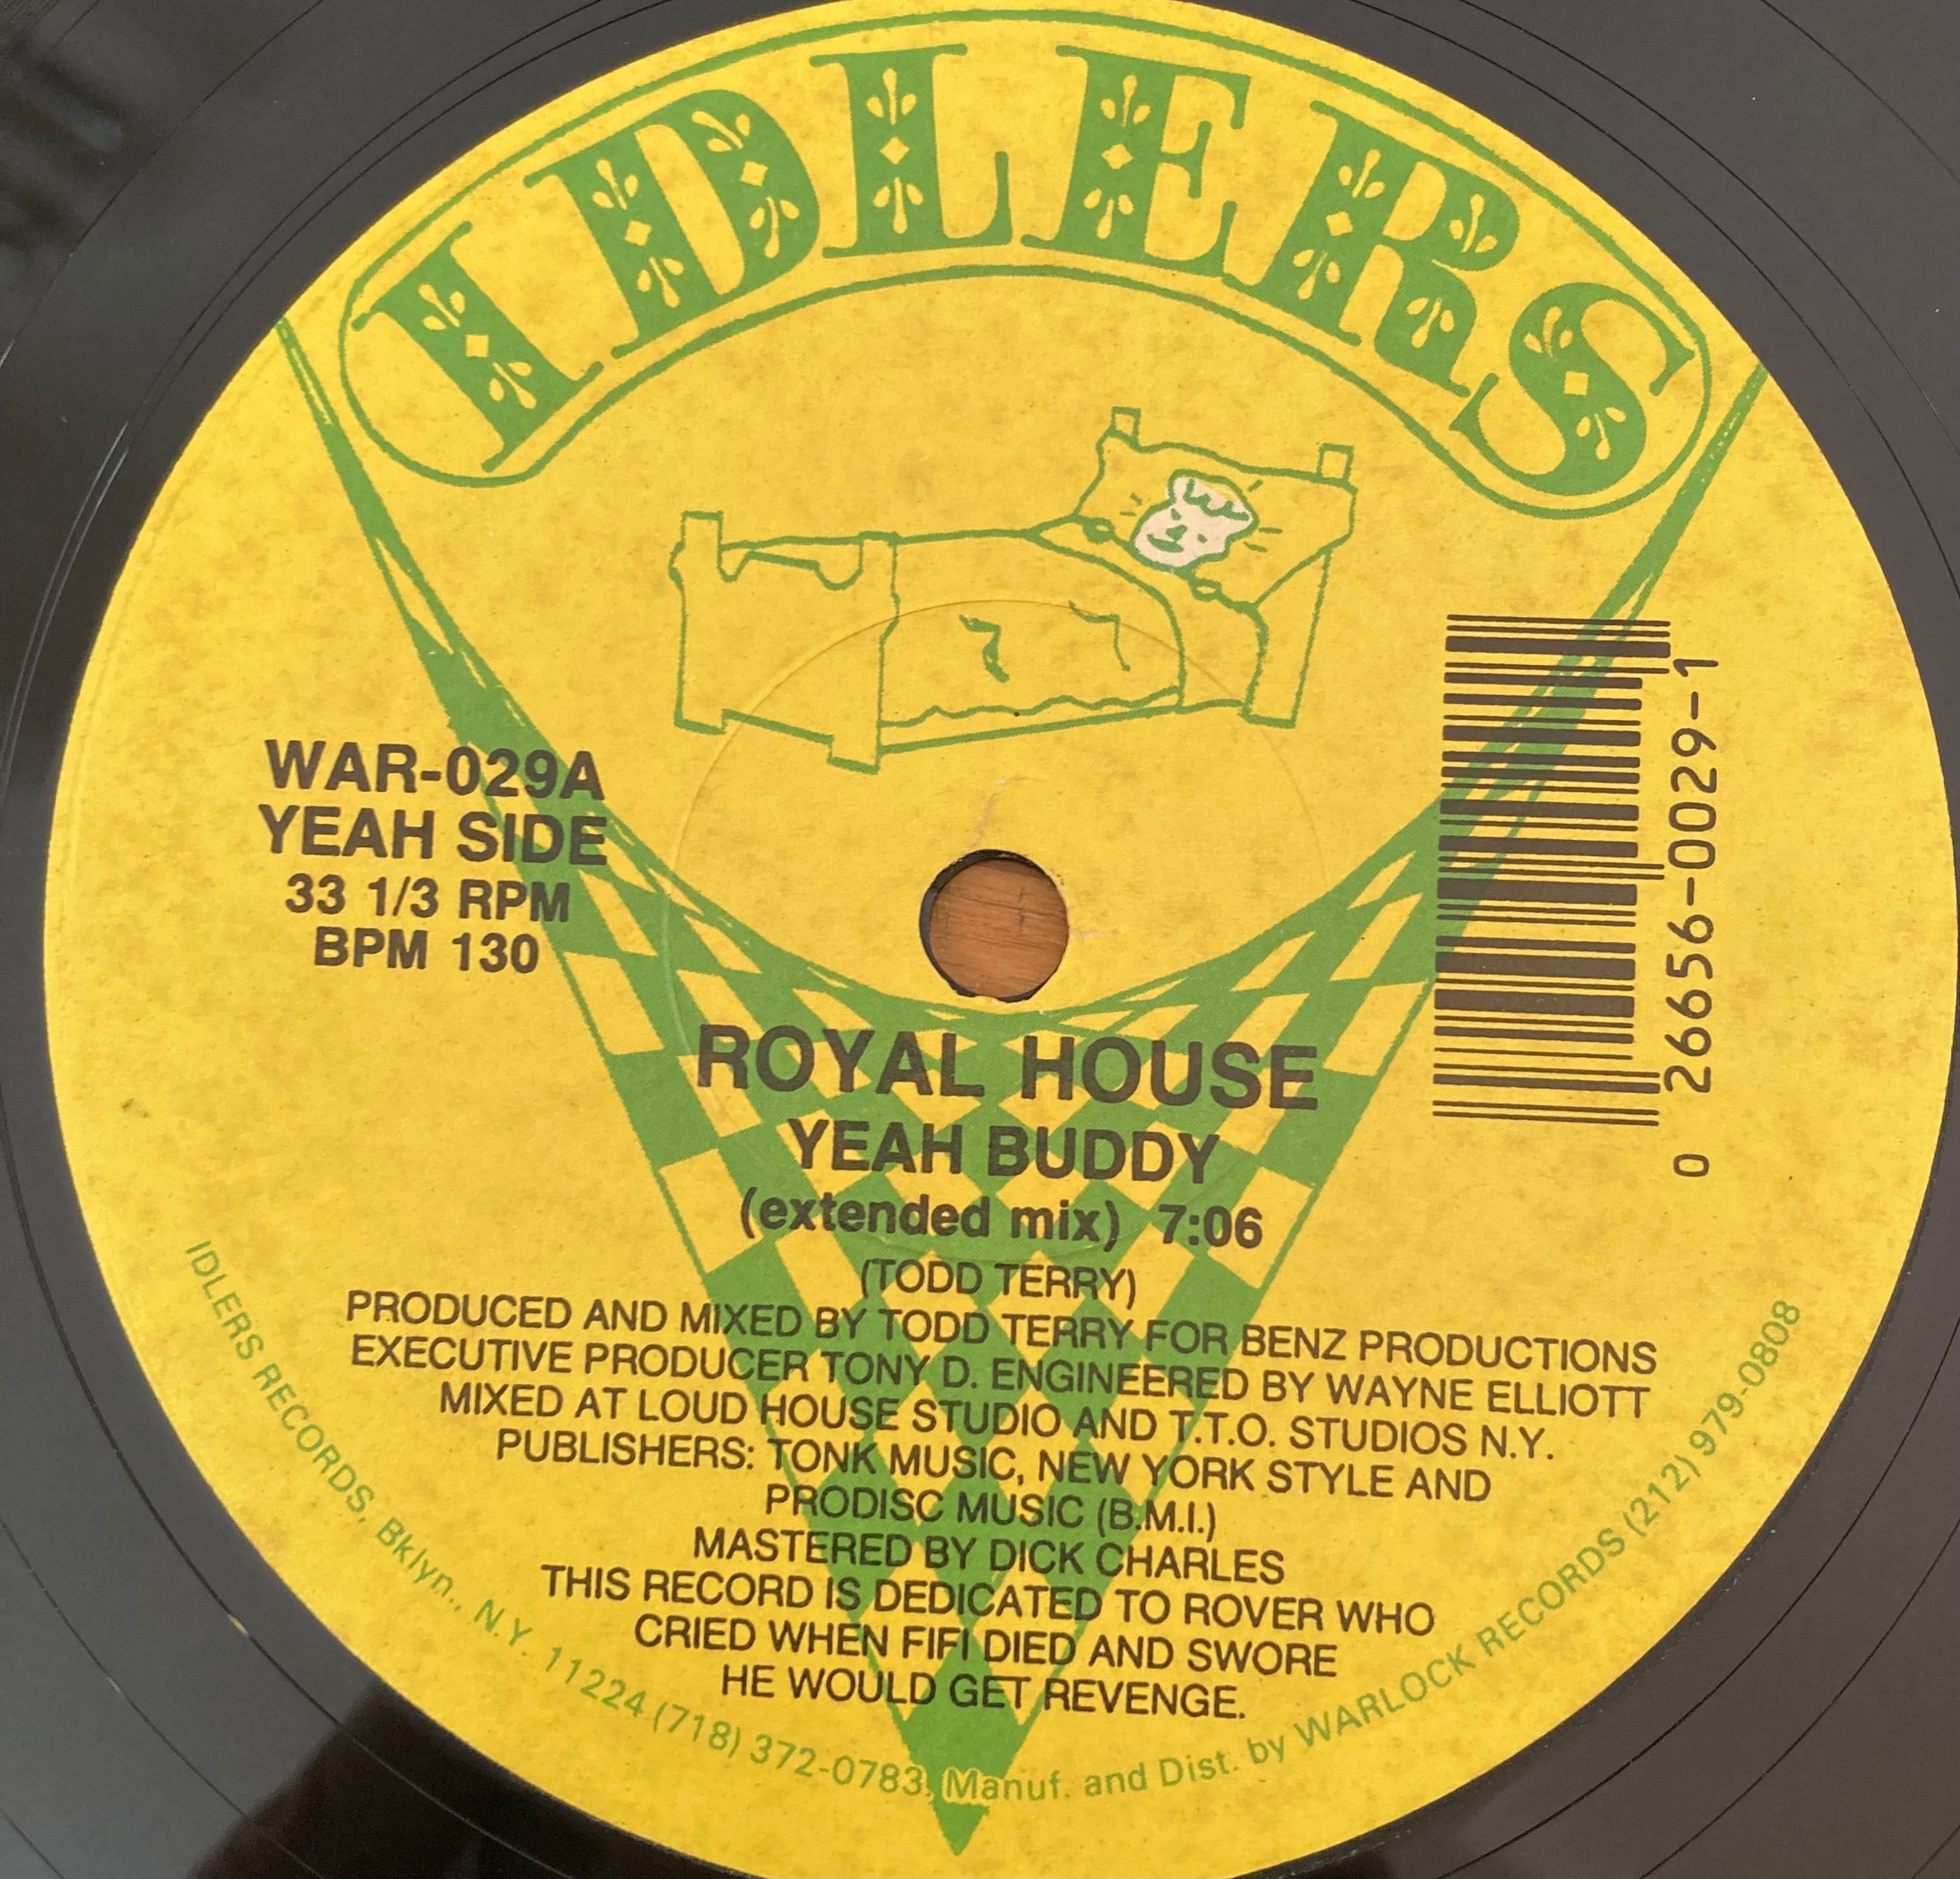 IDLERS
WAR-029A
YEAH SIDE
33 1/3 RPM
BPM 130
0 26656-0029-1
ROYAL HOUSE
YEAH BUDDY
(extended mix) 7:06
(TODD TERRY)
PRODUCED AND MIXED BY TODD TERRY FOR BENZ PRODUCTIONS
EXECUTIVE PRODUCER TONY D. ENGINEERED BY WAYNE ELLIOTT
MIXED AT LOUD HOUSE STUDIO AND T.T.O. STUDIOS N.Y.
PUBLISHERS: TONK MUSIC, NEW YORK STYLE AND
PRODISC MUSIC (B.M.I.)
MASTERED BY DICK CHARLES
THIS RECORD IS DEDICATED TO ROVER WHO
CRIED WHEN FIFI DIED AND SWORE
HE WOULD GET REVENGE.
IDLERS RECORDS, Bklyn., N.Y. 11224 (718) 372-0783, Manuf. and Dist. by WARLOCK RECORDS (212) 979-0808